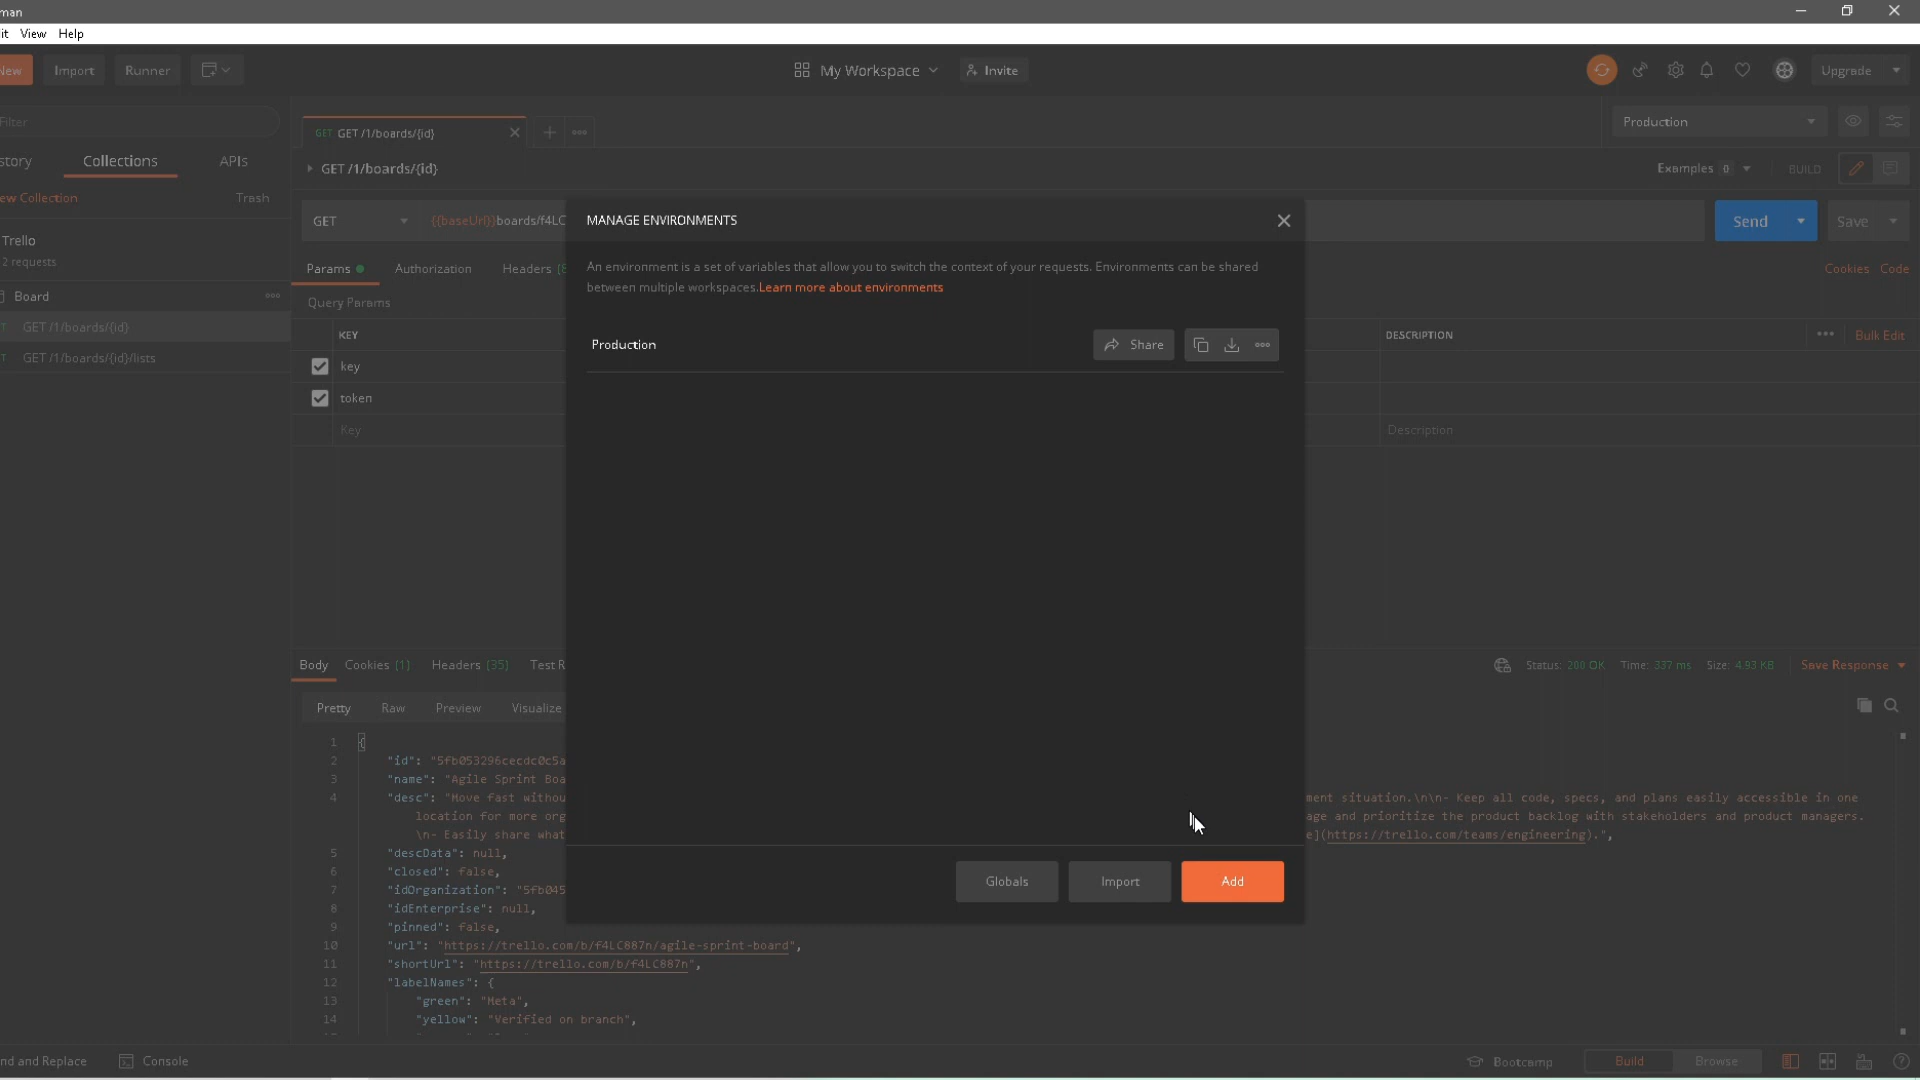 man
it View Help
New Import Runner My Workspace Invite Upgrade
Filter
GET GET /1/boards/{id} Production
story Collections APIs
GET /1/boards/{id} Examples 0 BUILD
ew Collection Trash
GET {{baseUrl}}boards/f4LC Send Save
MANAGE ENVIRONMENTS
Trello
2 requests
Params Authorization Headers (8 Cookies Code
An environment is a set of variables that allow you to switch the context of your requests. Environments can be shared
between multiple workspaces.Learn more about environments
Board
Query Params
T GET /1/boards/{id}
KEY DESCRIPTION Bulk Edit
Production Share
T GET /1/boards/{id}/lists
key
token
Key Description
Body Cookies (1) Headers (35) Test R Status: 200 OK Time: 337 ms Size: 4.93 KB Save Response
Pretty Raw Preview Visualize
1 {
2 "id": "5fb053296cecdc0c5a
3 "name": "Agile Sprint Boa
4 "desc": "Move fast withou ment situation.\n\n- Keep all code, specs, and plans easily accessible in one
location for more org age and prioritize the product backlog with stakeholders and product managers.
\n- Easily share what e](https://trello.com/teams/engineering).",
5 "descData": null,
6 "closed": false,
7 "idOrganization": "5fb045
8 "idEnterprise": null,
9 "pinned": false,
10 "url": "https://trello.com/b/f4LC887n/agile-sprint-board",
11 "shortUrl": "https://trello.com/b/f4LC887n",
12 "labelNames": {
13 "green": "Meta",
14 "yellow": "Verified on branch",
Globals Import Add
nd and Replace Console Bootcamp Build Browse